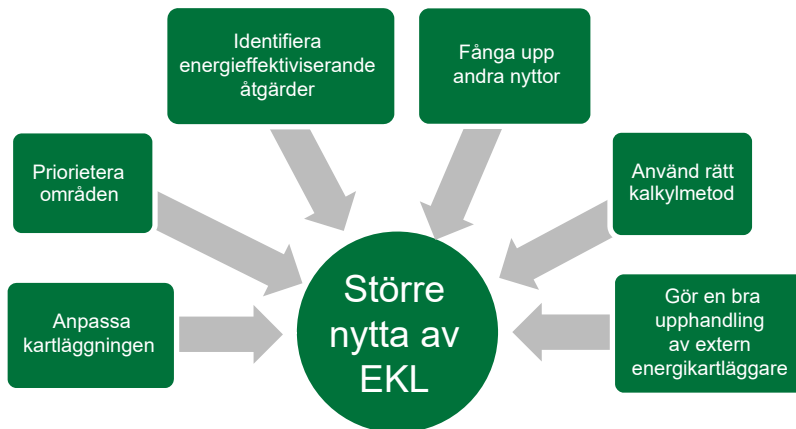 Identifiera
energieffektiviserande
åtgärder
Fånga upp
andra nyttor
Priorietera
områden
Använd rätt
kalkylmetod
Anpassa
kartläggningen
Större
nytta av
EKL
Gör en bra
upphandling
av extern
energikartläggare